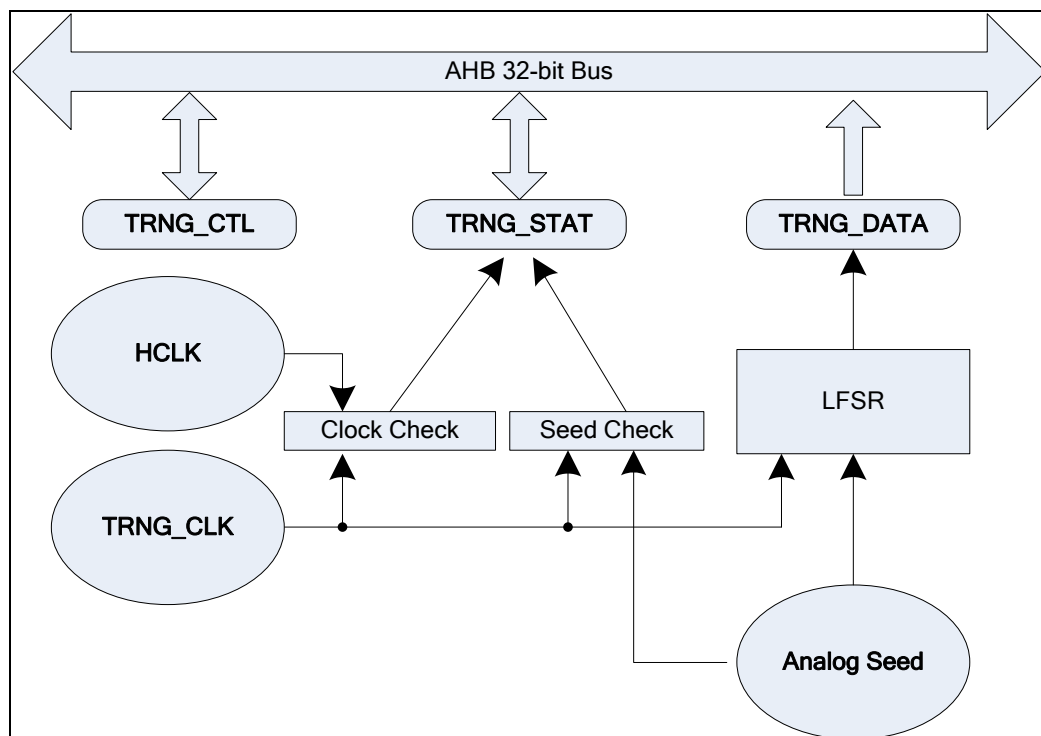 AHB 32-bit Bus
TRNG_CTL
TRNG_STAT
TRNG_DATA
HCLK
LFSR
Clock Check
Seed Check
TRNG_CLK
Analog Seed